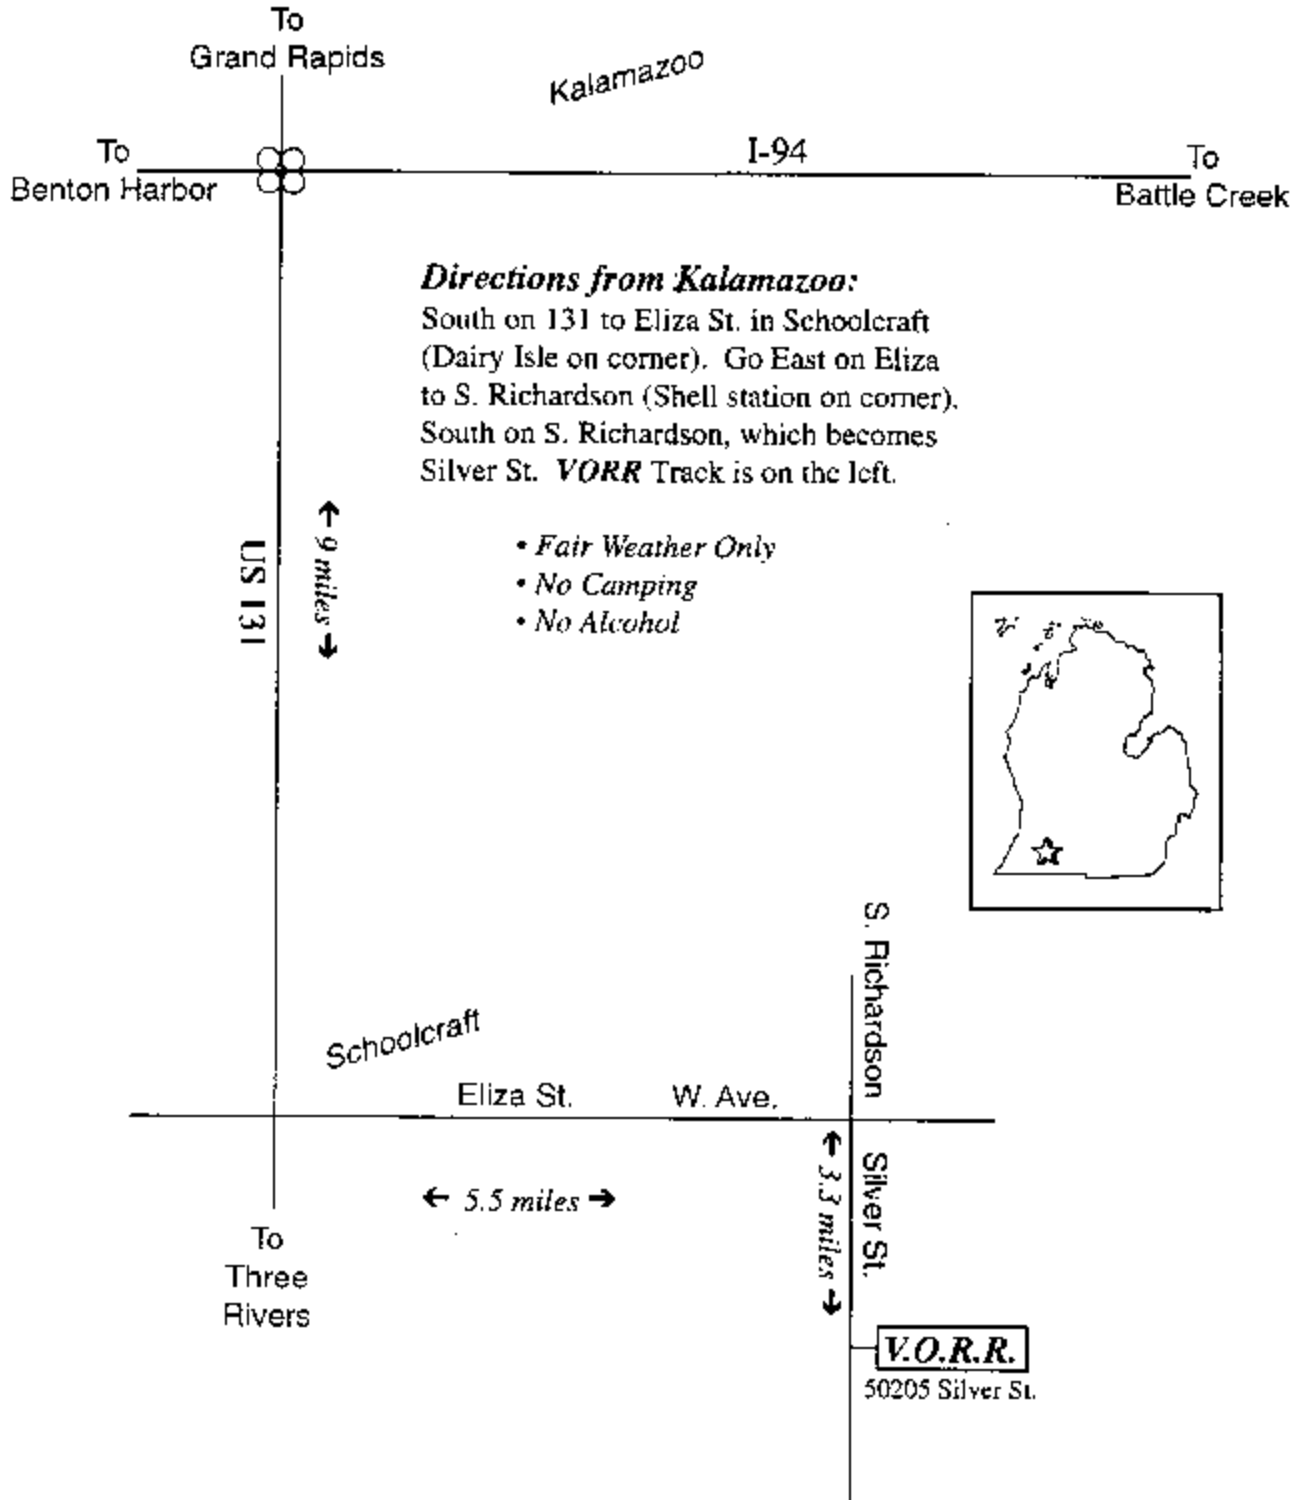 To
Grand Rapids
Kalamazoo
To
Benton Harbor
I-94
To
Battle Creek
Directions from Kalamazoo:
South on 131 to Eliza St. in Schoolcraft
(Dairy Isle on corner). Go East on Eliza
to S. Richardson (Shell station on corner).
South on S. Richardson, which becomes
Silver St. VORR Track is on the left.
US 131
9 miles
• Fair Weather Only
• No Camping
• No Alcohol
S. Richardson
Schoolcraft
Eliza St.
W. Ave.
5.5 miles
3.3 miles
Silver St.
To
Three
Rivers
V.O.R.R.
50205 Silver St.